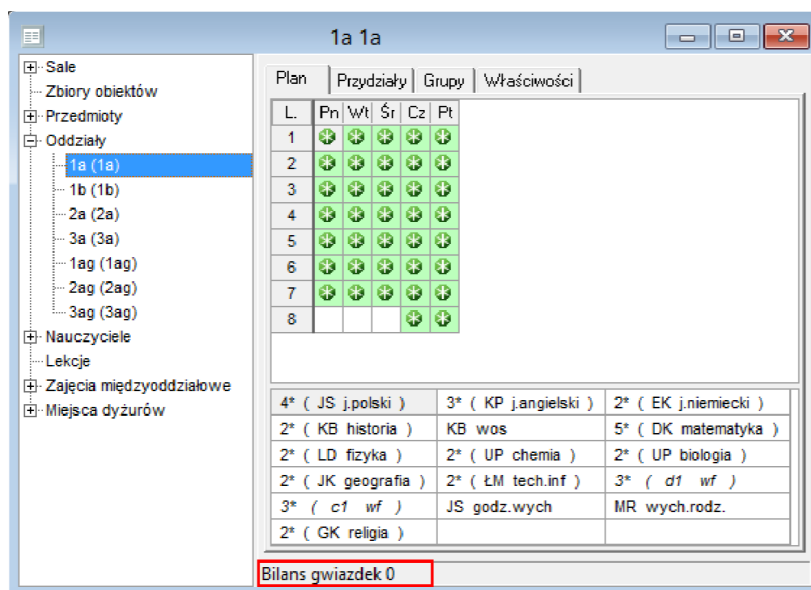 1a 1a
Sale
Zbiory obiektów
Przedmioty
Oddziały
1a (1a)
1b (1b)
2a (2a)
3a (3a)
1ag (1ag)
2ag (2ag)
3ag (3ag)
Nauczyciele
Lekcje
Zajęcia międzyoddziałowe
Miejsca dyżurów
Plan Przydziały Grupy Właściwości
L. Pn Wt Śr Cz Pt
1
2
3
4
5
6
7
8
4* ( JS j.polski ) 3* ( KP j.angielski ) 2* ( EK j.niemiecki )
2* ( KB historia ) KB wos 5* ( DK matematyka )
2* ( LD fizyka ) 2* ( UP chemia ) 2* ( UP biologia )
2* ( JK geografia ) 2* ( ŁM tech.inf ) 3* ( d1 wf )
3* ( c1 wf ) JS godz.wych MR wych.rodz.
2* ( GK religia )
Bilans gwiazdek 0